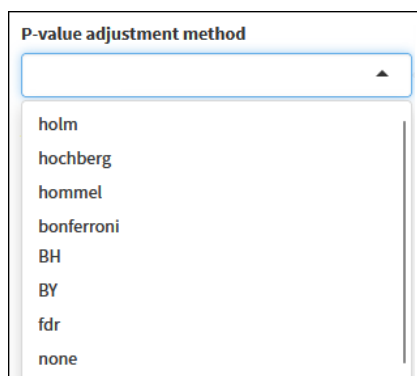 P-value adjustment method
holm
hochberg
hommel
bonferroni
BH
BY
fdr
none